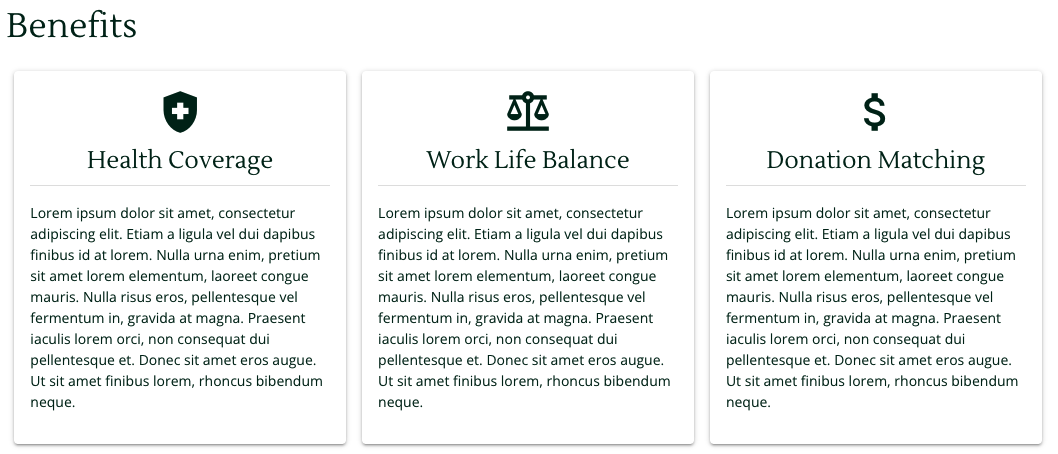 Benefits
Health Coverage
Lorem ipsum dolor sit amet, consectetur
adipiscing elit. Etiam a ligula vel dui dapibus
finibus id at lorem. Nulla urna enim, pretium
sit amet lorem elementum, laoreet congue
mauris. Nulla risus eros, pellentesque vel
fermentum in, gravida at magna. Praesent
iaculis lorem orci, non consequat dui
pellentesque et. Donec sit amet eros augue.
Ut sit amet finibus lorem, rhoncus bibendum
neque.
Work Life Balance
Lorem ipsum dolor sit amet, consectetur
adipiscing elit. Etiam a ligula vel dui dapibus
finibus id at lorem. Nulla urna enim, pretium
sit amet lorem elementum, laoreet congue
mauris. Nulla risus eros, pellentesque vel
fermentum in, gravida at magna. Praesent
iaculis lorem orci, non consequat dui
pellentesque et. Donec sit amet eros augue.
Ut sit amet finibus lorem, rhoncus bibendum
neque.
$
Donation Matching
Lorem ipsum dolor sit amet, consectetur
adipiscing elit. Etiam a ligula vel dui dapibus
finibus id at lorem. Nulla urna enim, pretium
sit amet lorem elementum, laoreet congue
mauris. Nulla risus eros, pellentesque vel
fermentum in, gravida at magna. Praesent
iaculis lorem orci, non consequat dui
pellentesque et. Donec sit amet eros augue.
Ut sit amet finibus lorem, rhoncus bibendum
neque.